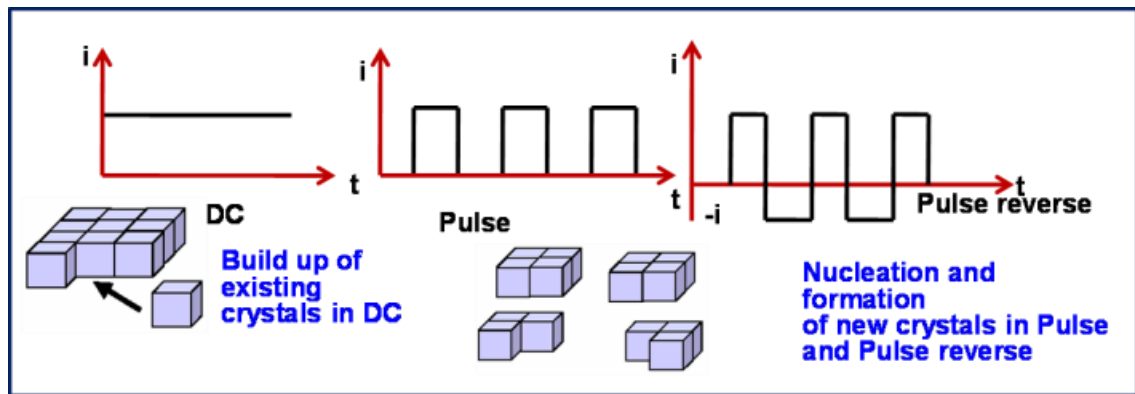 i
t
DC
Build up of
existing
crystals in DC
i
t
Pulse
i
-i
t
Pulse reverse
Nucleation and
formation
of new crystals in Pulse
and Pulse reverse